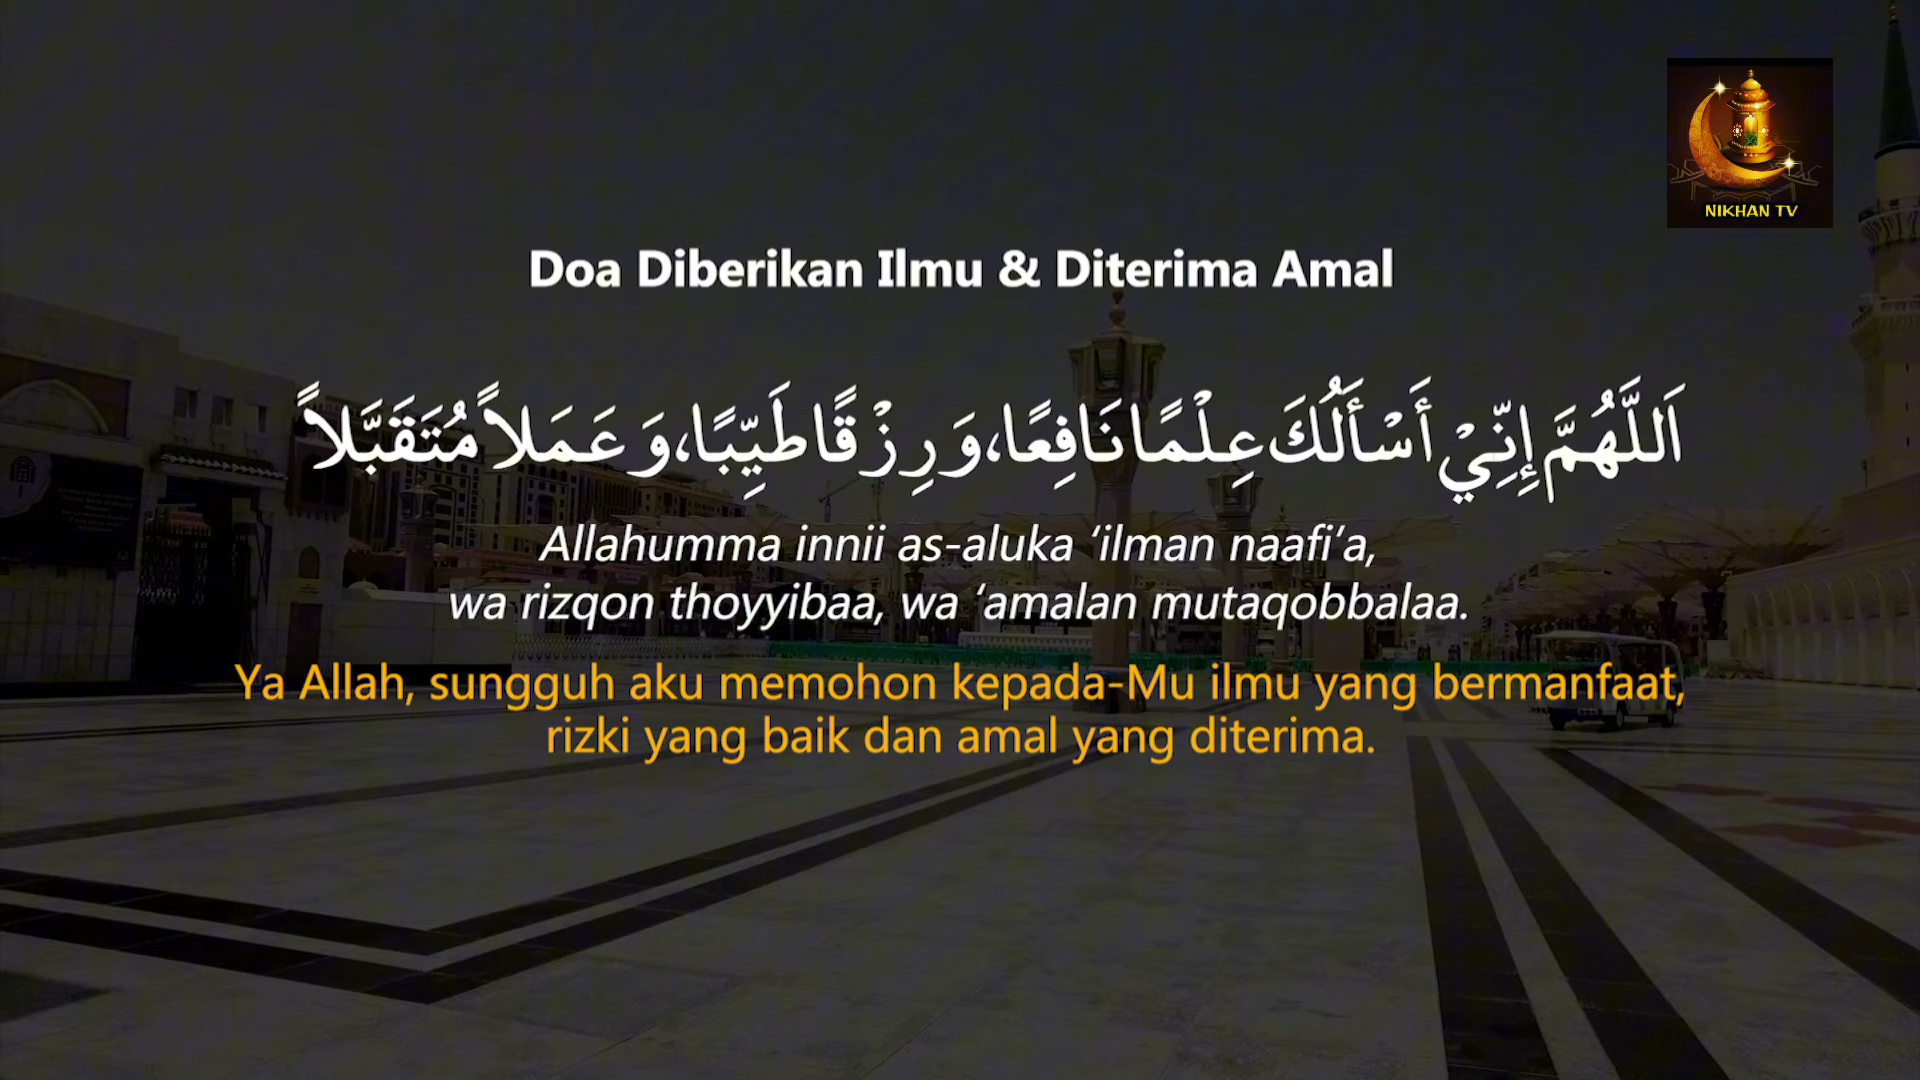 NIKHAN TV
Doa Diberikan Ilmu & Diterima Amal
اَللَّهُمَّ إِنِّيْ أَسْأَلُكَ عِلْمًا نَافِعًا، وَرِزْقًا طَيِّبًا، وَعَمَلاً مُتَقَبَّلاً
Allahumma innii as-aluka ‘ilman naafi’a,
wa rizqon thoyyibaa, wa ‘amalan mutaqobbalaa.
Ya Allah, sungguh aku memohon kepada-Mu ilmu yang bermanfaat,
rizki yang baik dan amal yang diterima.